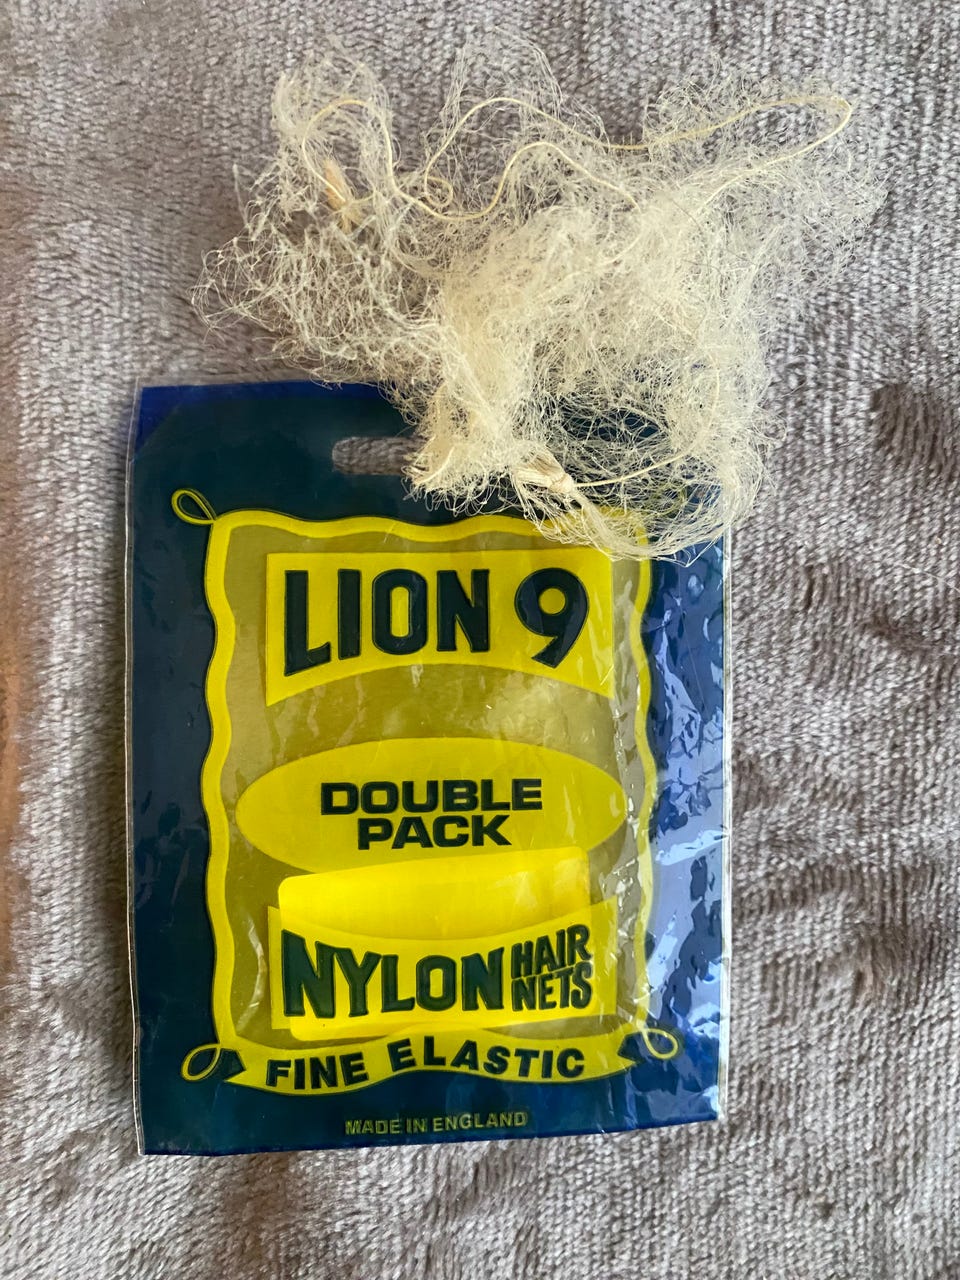 LION 9
DOUBLE
PACK
NYLON HAIR NETS
FINE ELASTIC
MADE IN ENGLAND